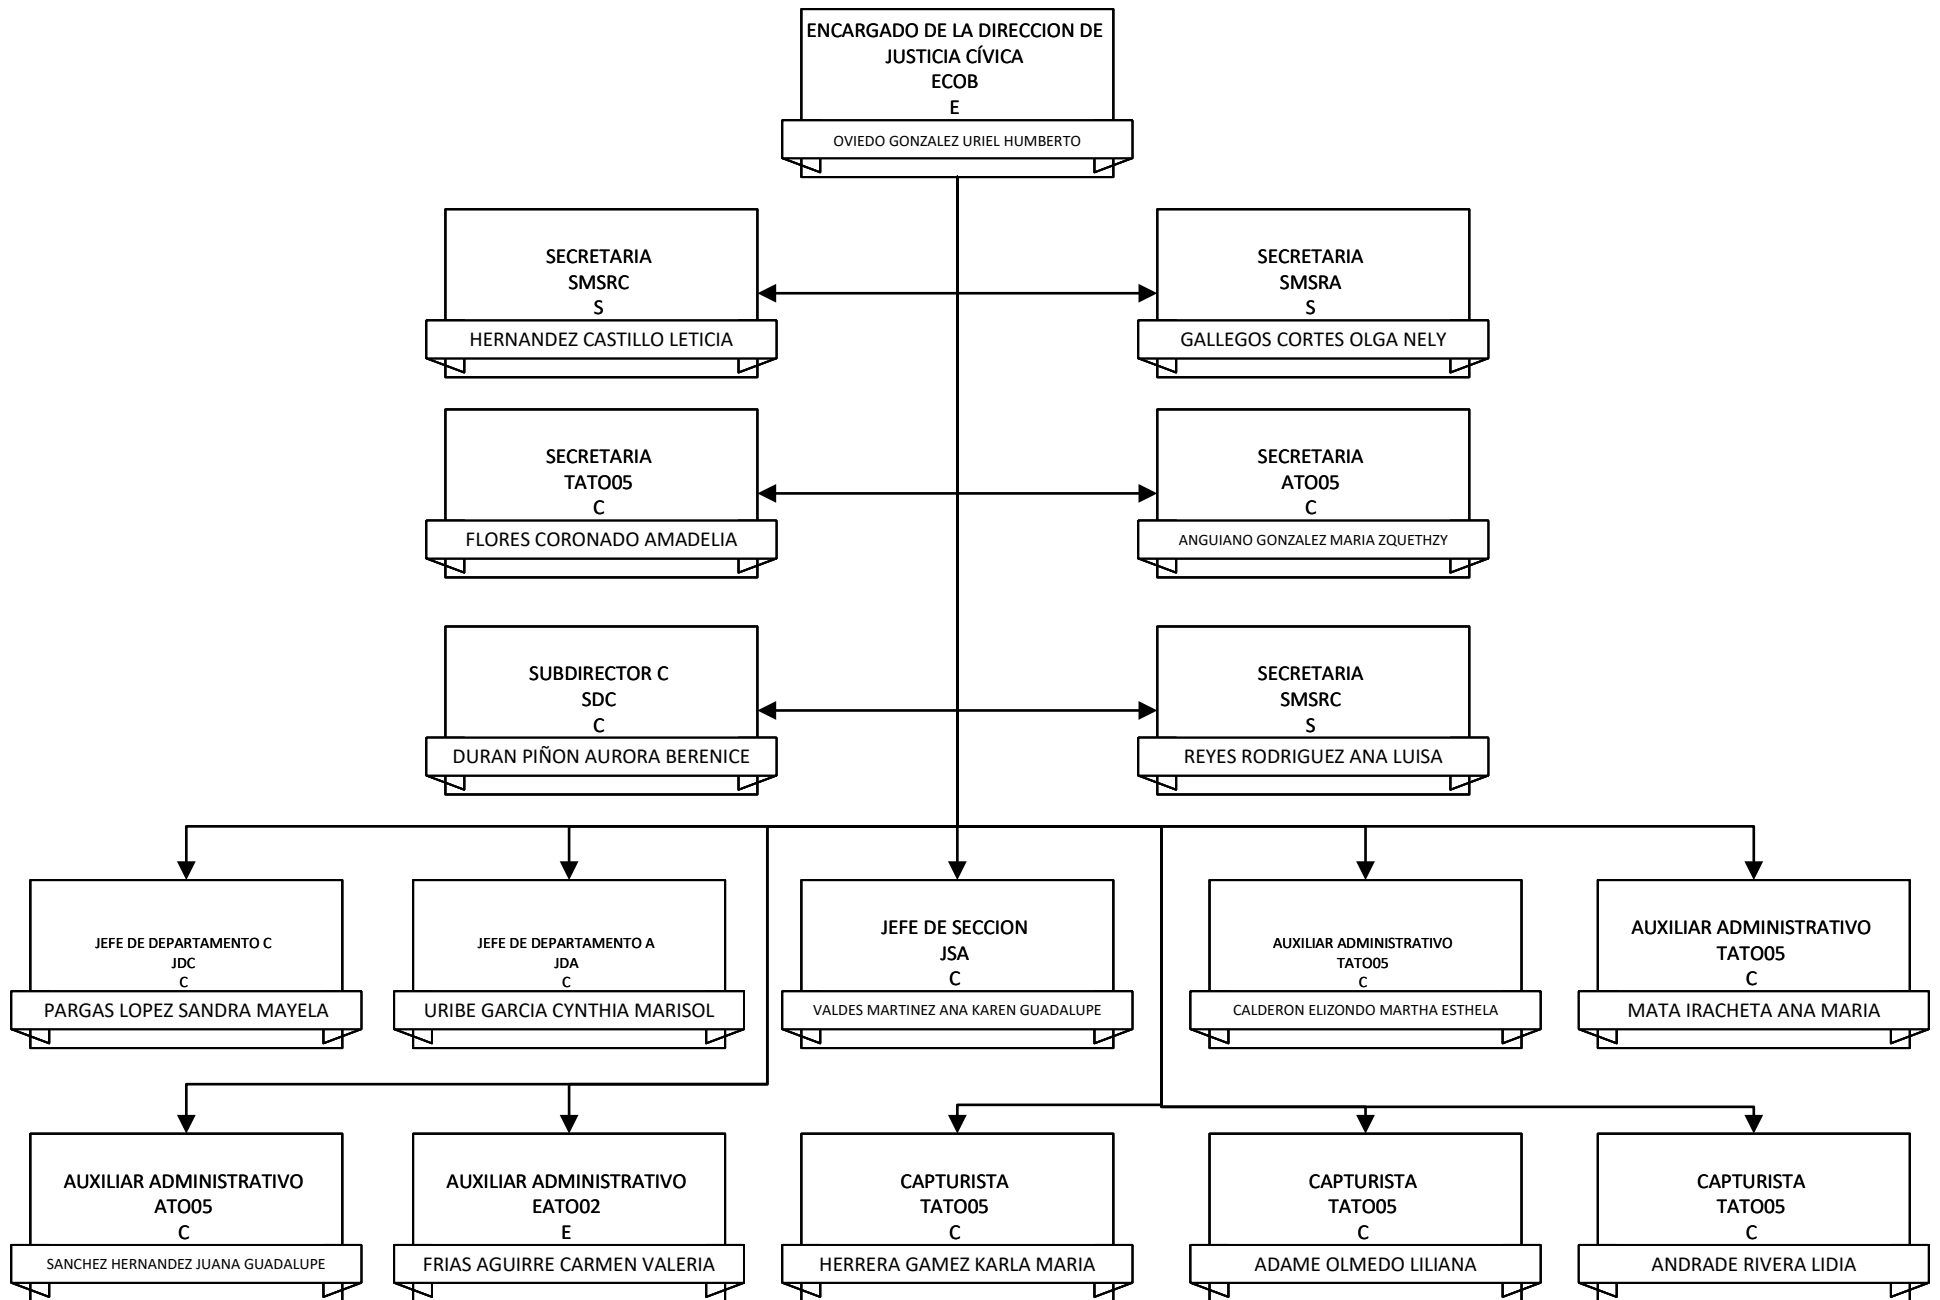 ENCARGADO DE LA DIRECCION DE
JUSTICIA CÍVICA
ECOB
E
OVIEDO GONZALEZ URIEL HUMBERTO
SECRETARIA
SMSRC
S
HERNANDEZ CASTILLO LETICIA
SECRETARIA
SMSRA
S
GALLEGOS CORTES OLGA NELY
SECRETARIA
TATO05
C
FLORES CORONADO AMADELIA
SECRETARIA
ATO05
C
ANGUIANO GONZALEZ MARIA ZQUETHZY
SUBDIRECTOR C
SDC
C
DURAN PIÑON AURORA BERENICE
SECRETARIA
SMSRC
S
REYES RODRIGUEZ ANA LUISA
JEFE DE DEPARTAMENTO C
JDC
C
PARGAS LOPEZ SANDRA MAYELA
JEFE DE DEPARTAMENTO A
JDA
C
URIBE GARCIA CYNTHIA MARISOL
JEFE DE SECCION
JSA
C
VALDES MARTINEZ ANA KAREN GUADALUPE
AUXILIAR ADMINISTRATIVO
TATO05
C
CALDERON ELIZONDO MARTHA ESTHELA
AUXILIAR ADMINISTRATIVO
TATO05
C
MATA IRACHETA ANA MARIA
AUXILIAR ADMINISTRATIVO
ATO05
C
SANCHEZ HERNANDEZ JUANA GUADALUPE
AUXILIAR ADMINISTRATIVO
EATO02
E
FRIAS AGUIRRE CARMEN VALERIA
CAPTURISTA
TATO05
C
HERRERA GAMEZ KARLA MARIA
CAPTURISTA
TATO05
C
ADAME OLMEDO LILIANA
CAPTURISTA
TATO05
C
ANDRADE RIVERA LIDIA